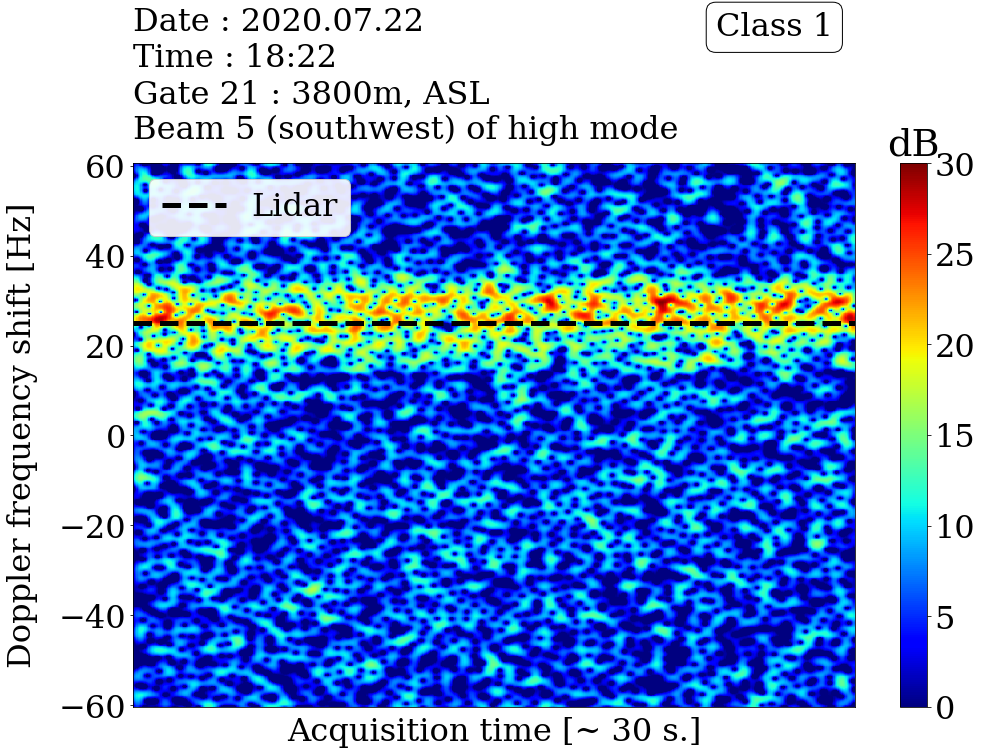 Date : 2020.07.22
Time : 18:22
Gate 21 : 3800m, ASL
Beam 5 (southwest) of high mode
Class 1
dB
Lidar
60
40
20
0
−20
−40
−60
Doppler frequency shift [Hz]
Acquisition time [~ 30 s.]
30
25
20
15
10
5
0